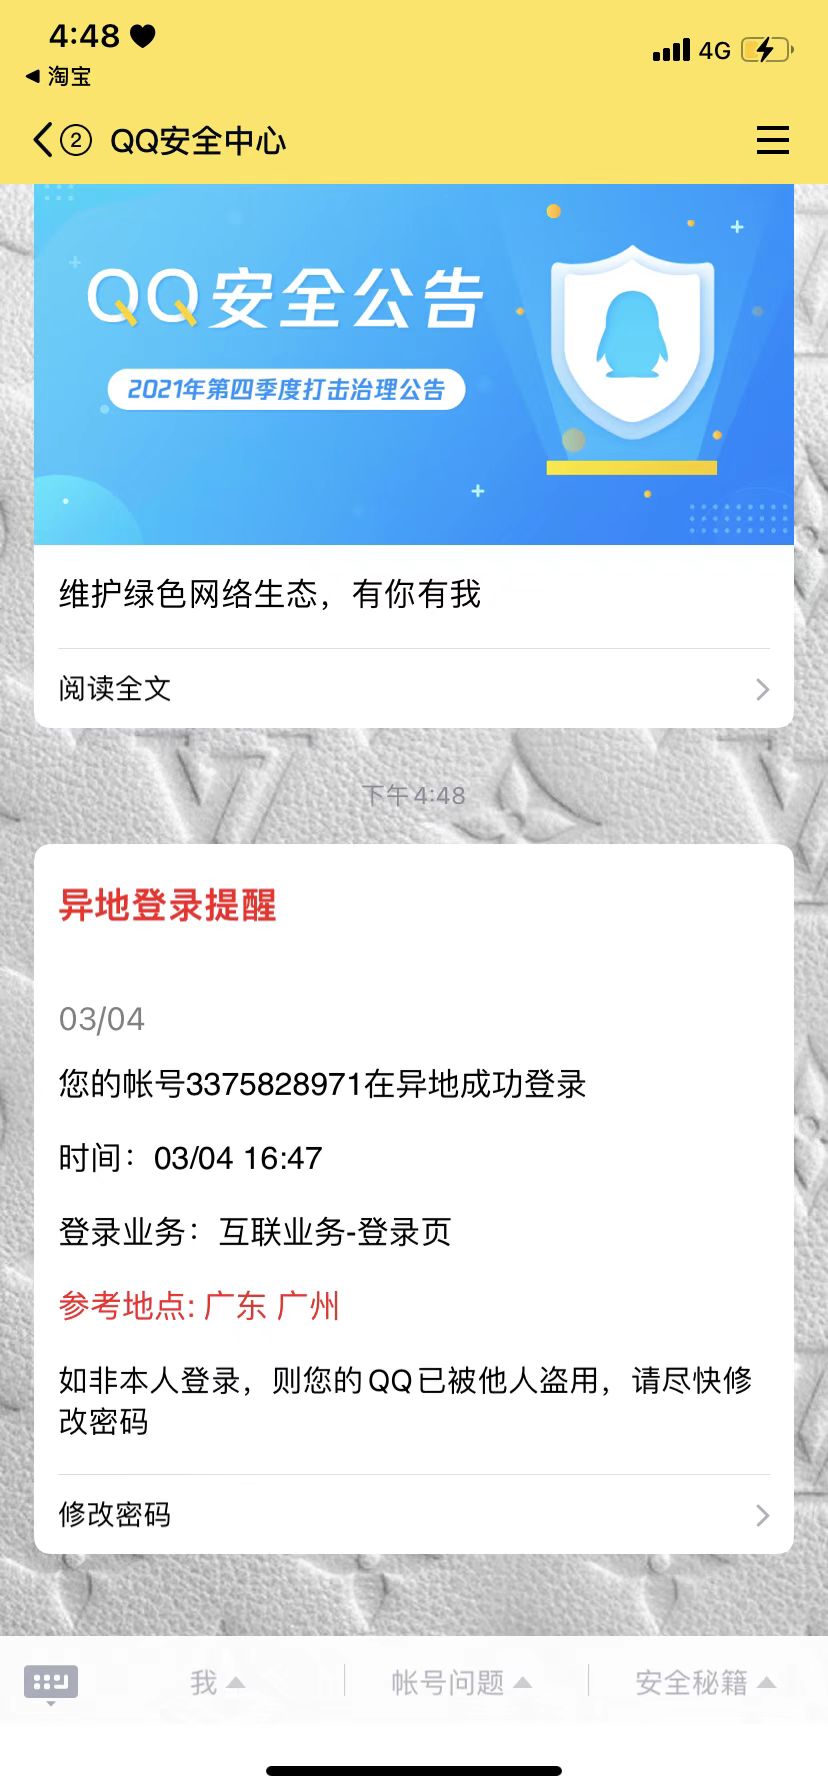 4:48
4G
淘宝
2 QQ安全中心
QQ安全公告
2021年第四季度打击治理公告
维护绿色网络生态，有你有我
阅读全文
下午4:48
异地登录提醒
03/04
您的帐号3375828971在异地成功登录
时间：03/04 16:47
登录业务：互联业务-登录页
参考地点: 广东 广州
如非本人登录，则您的QQ已被他人盗用，请尽快修
改密码
修改密码
我
帐号问题
安全秘籍